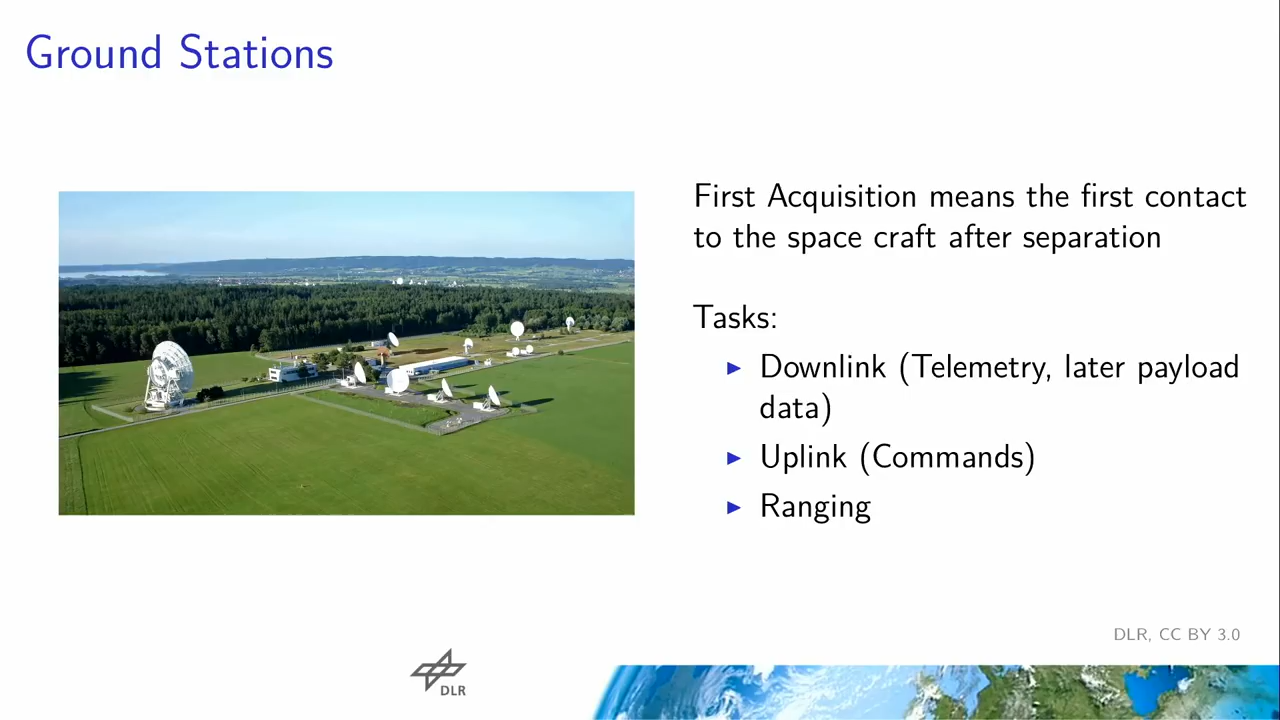 Ground Stations
First Acquisition means the first contact
to the space craft after separation
Tasks:
▶ Downlink (Telemetry, later payload
data)
▶ Uplink (Commands)
▶ Ranging
DLR, CC BY 3.0
DLR